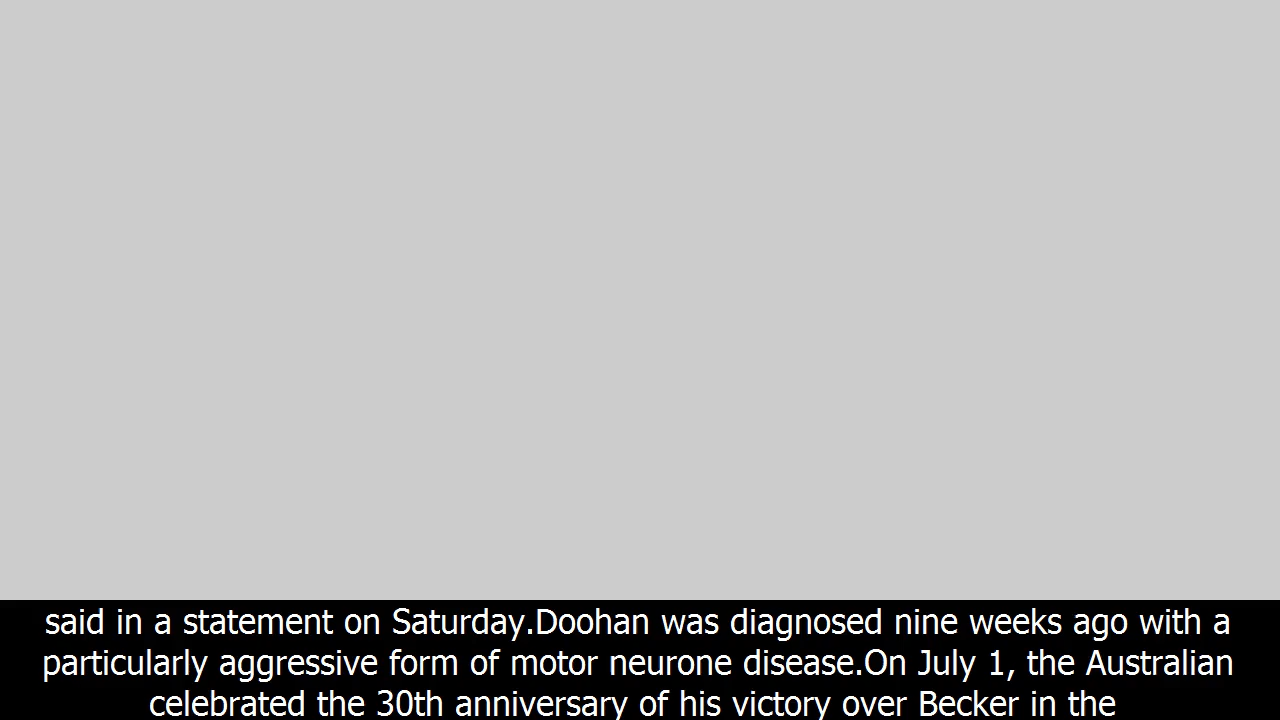 said in a statement on Saturday.Doohan was diagnosed nine weeks ago with a
particularly aggressive form of motor neurone disease.On July 1, the Australian
celebrated the 30th anniversary of his victory over Becker in the